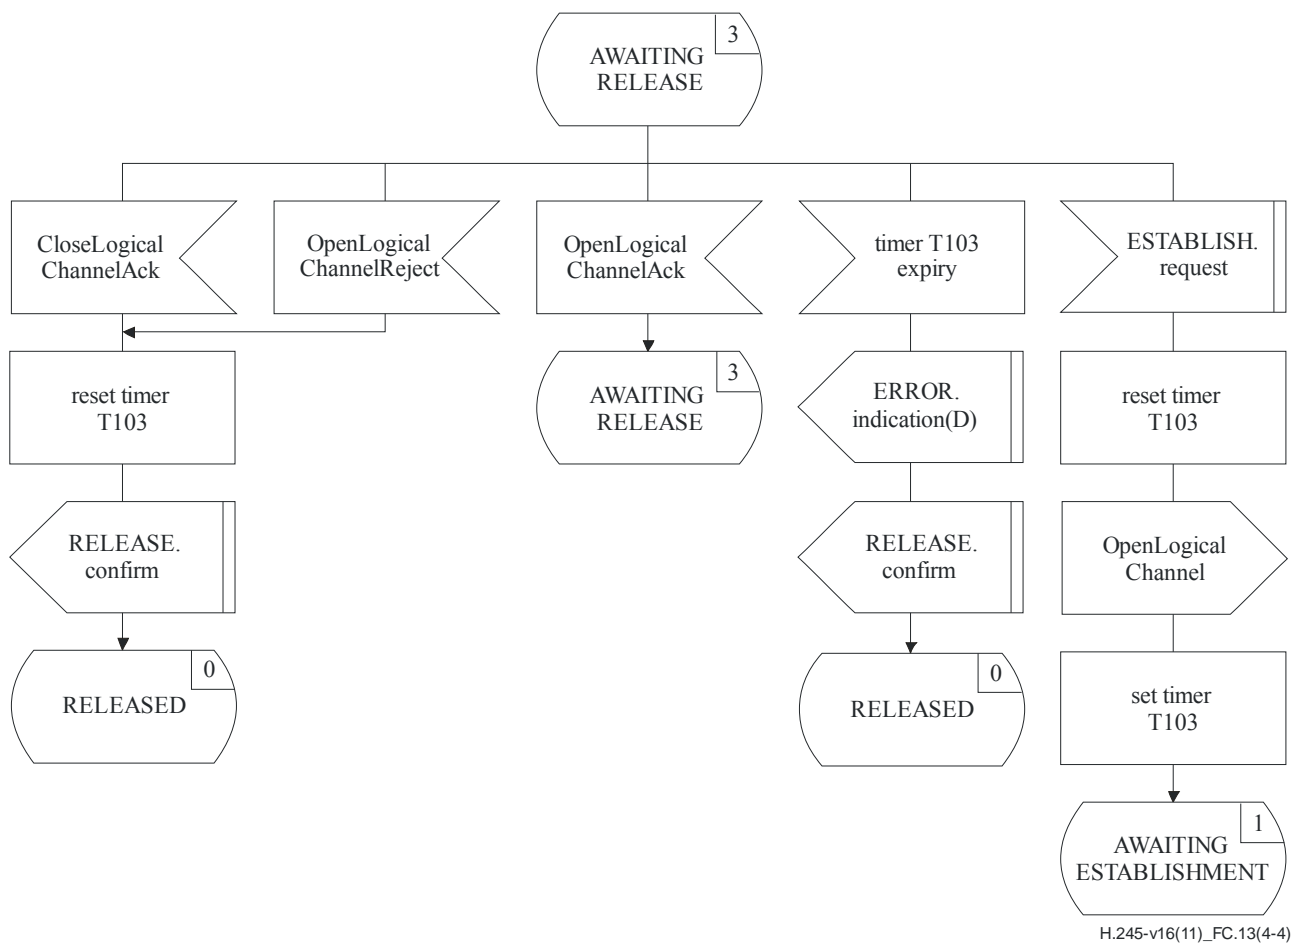 3
AWAITING
RELEASE
CloseLogical
ChannelAck
OpenLogical
ChannelReject
OpenLogical
ChannelAck
timer T103
expiry
ESTABLISH.
request
reset timer
T103
3
AWAITING
RELEASE
ERROR.
indication(D)
reset timer
T103
RELEASE.
confirm
RELEASE.
confirm
OpenLogical
Channel
0
RELEASED
0
RELEASED
set timer
T103
1
AWAITING
ESTABLISHMENT
H.245-v16(11)_FC.13(4-4)